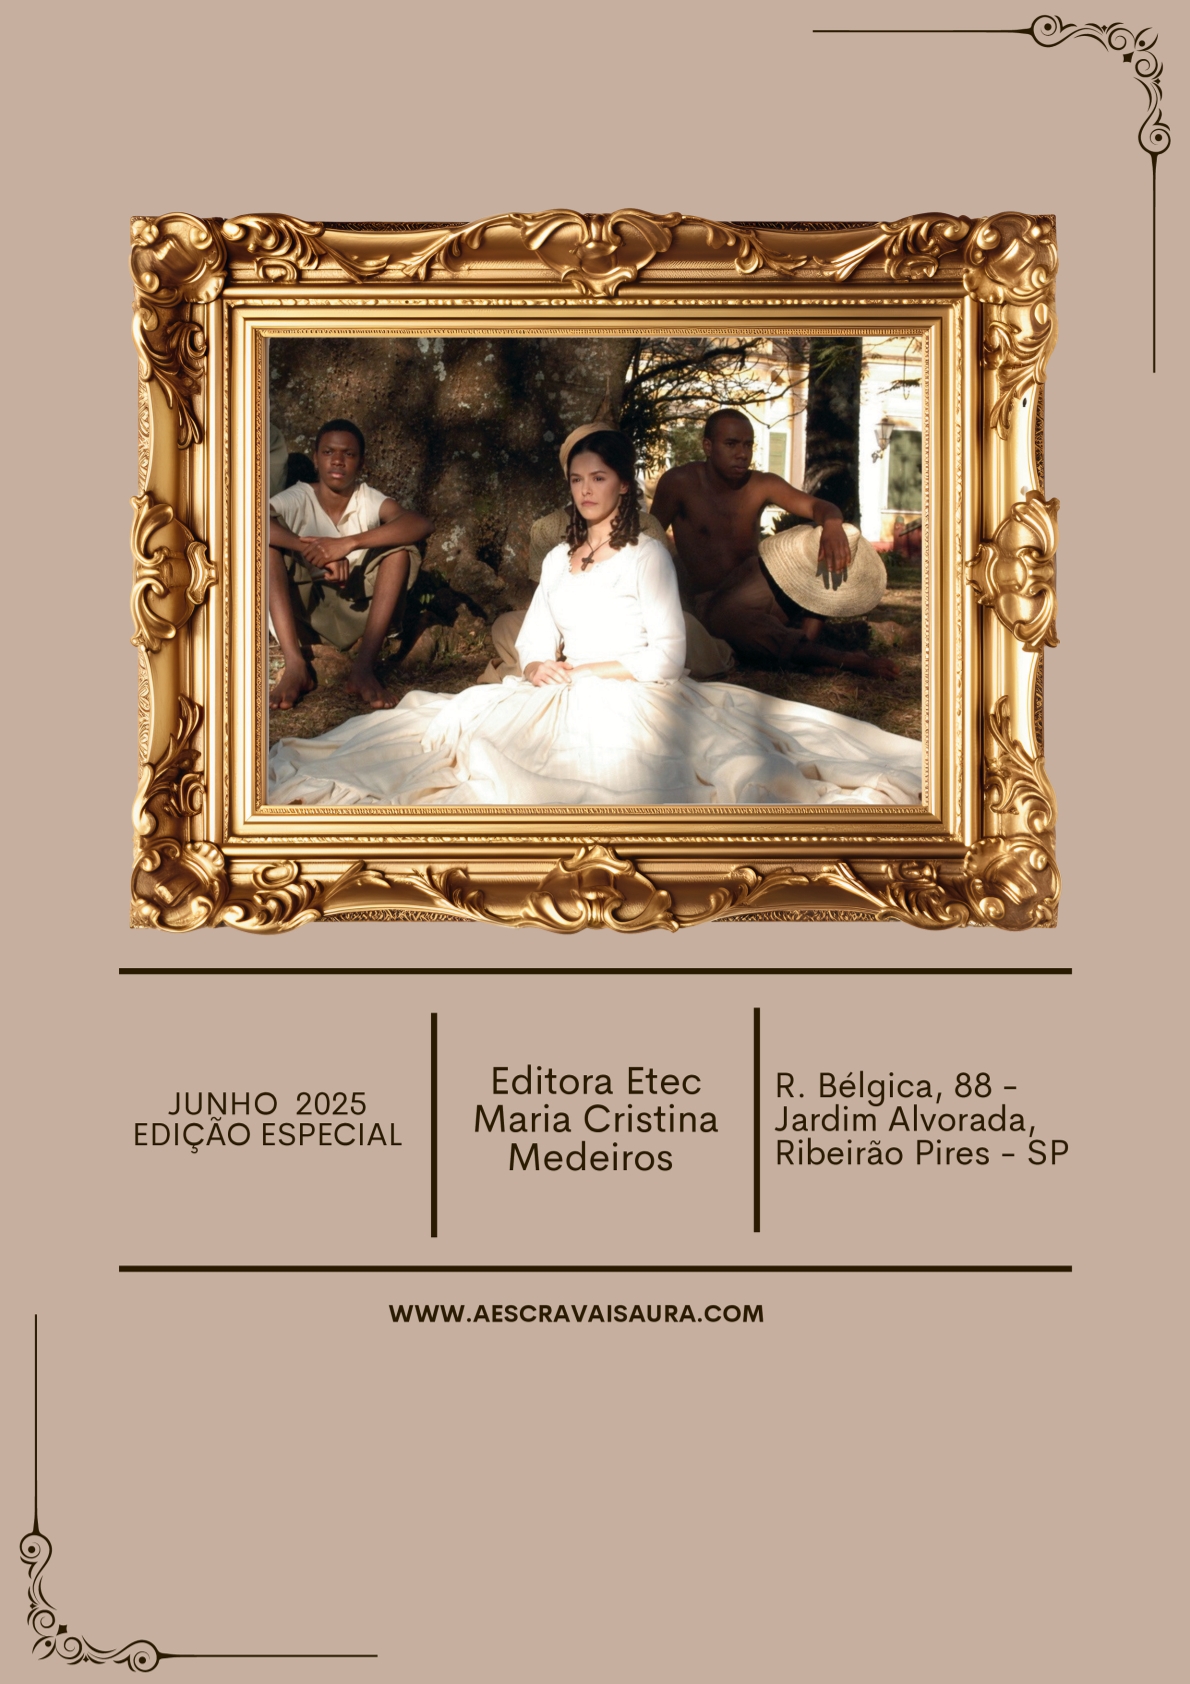 JUNHO 2025
EDIÇÃO ESPECIAL
Editora Etec
Maria Cristina
Medeiros
R. Bélgica, 88 -
Jardim Alvorada,
Ribeirão Pires - SP
WWW.AESCRAVAISAURA.COM